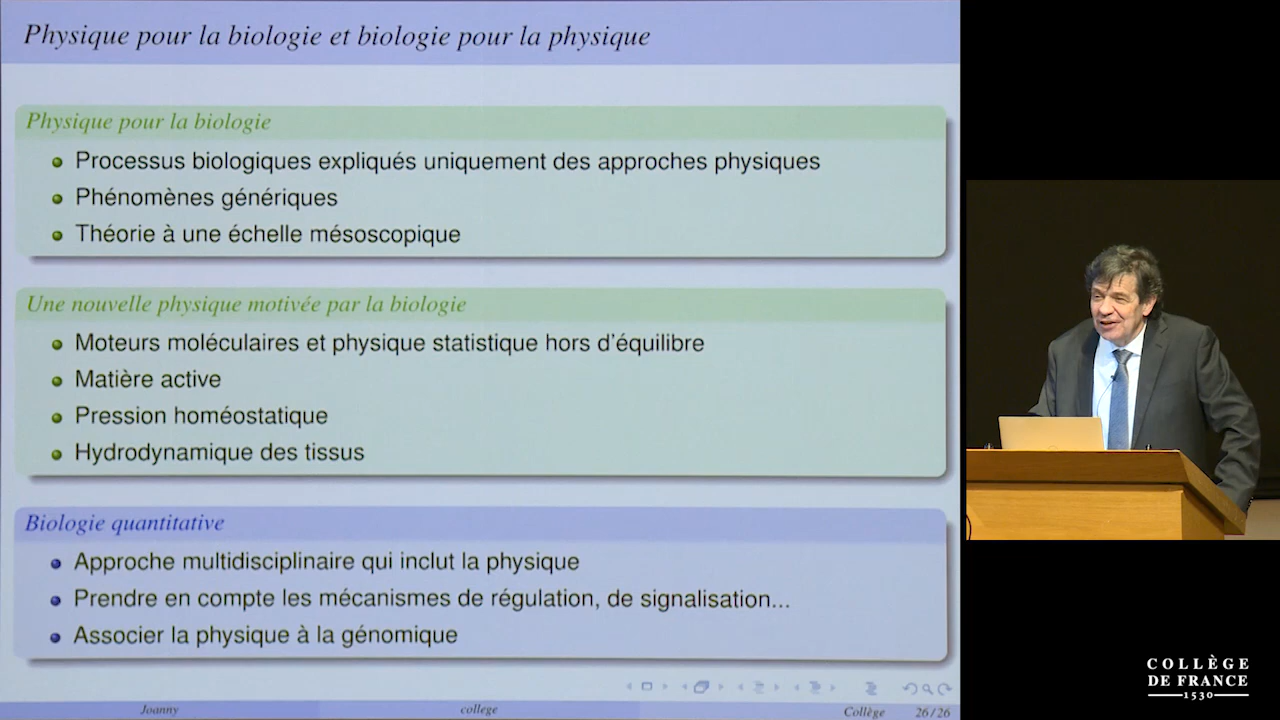 Physique pour la biologie et biologie pour la physique
Physique pour la biologie
Processus biologiques expliqués uniquement des approches physiques
Phénomènes génériques
Théorie à une échelle mésoscopique
Une nouvelle physique motivée par la biologie
Moteurs moléculaires et physique statistique hors d'équilibre
Matière active
Pression homéostatique
Hydrodynamique des tissus
Biologie quantitative
Approche multidisciplinaire qui inclut la physique
Prendre en compte les mécanismes de régulation, de signalisation...
Associer la physique à la génomique
Joanny college Collège 26/26
COLLÈGE
DE FRANCE
1530